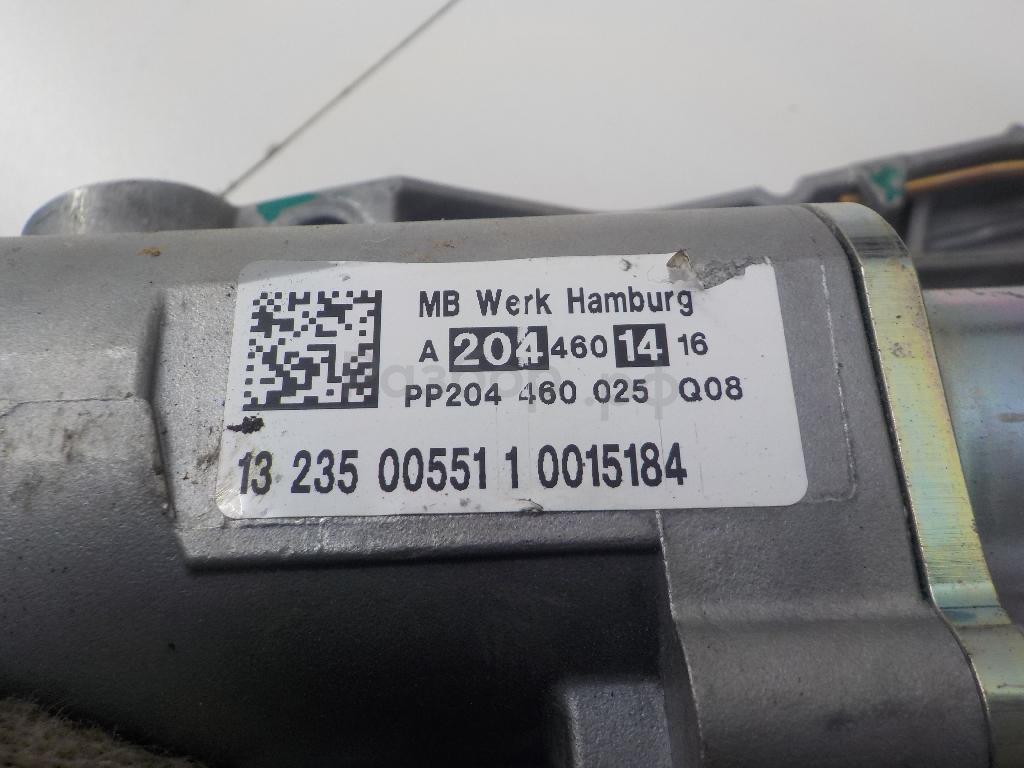 MB Werk Hamburg
A 204 460 14 16
PP204 460 025 Q08
13 235 00551 1 0015184